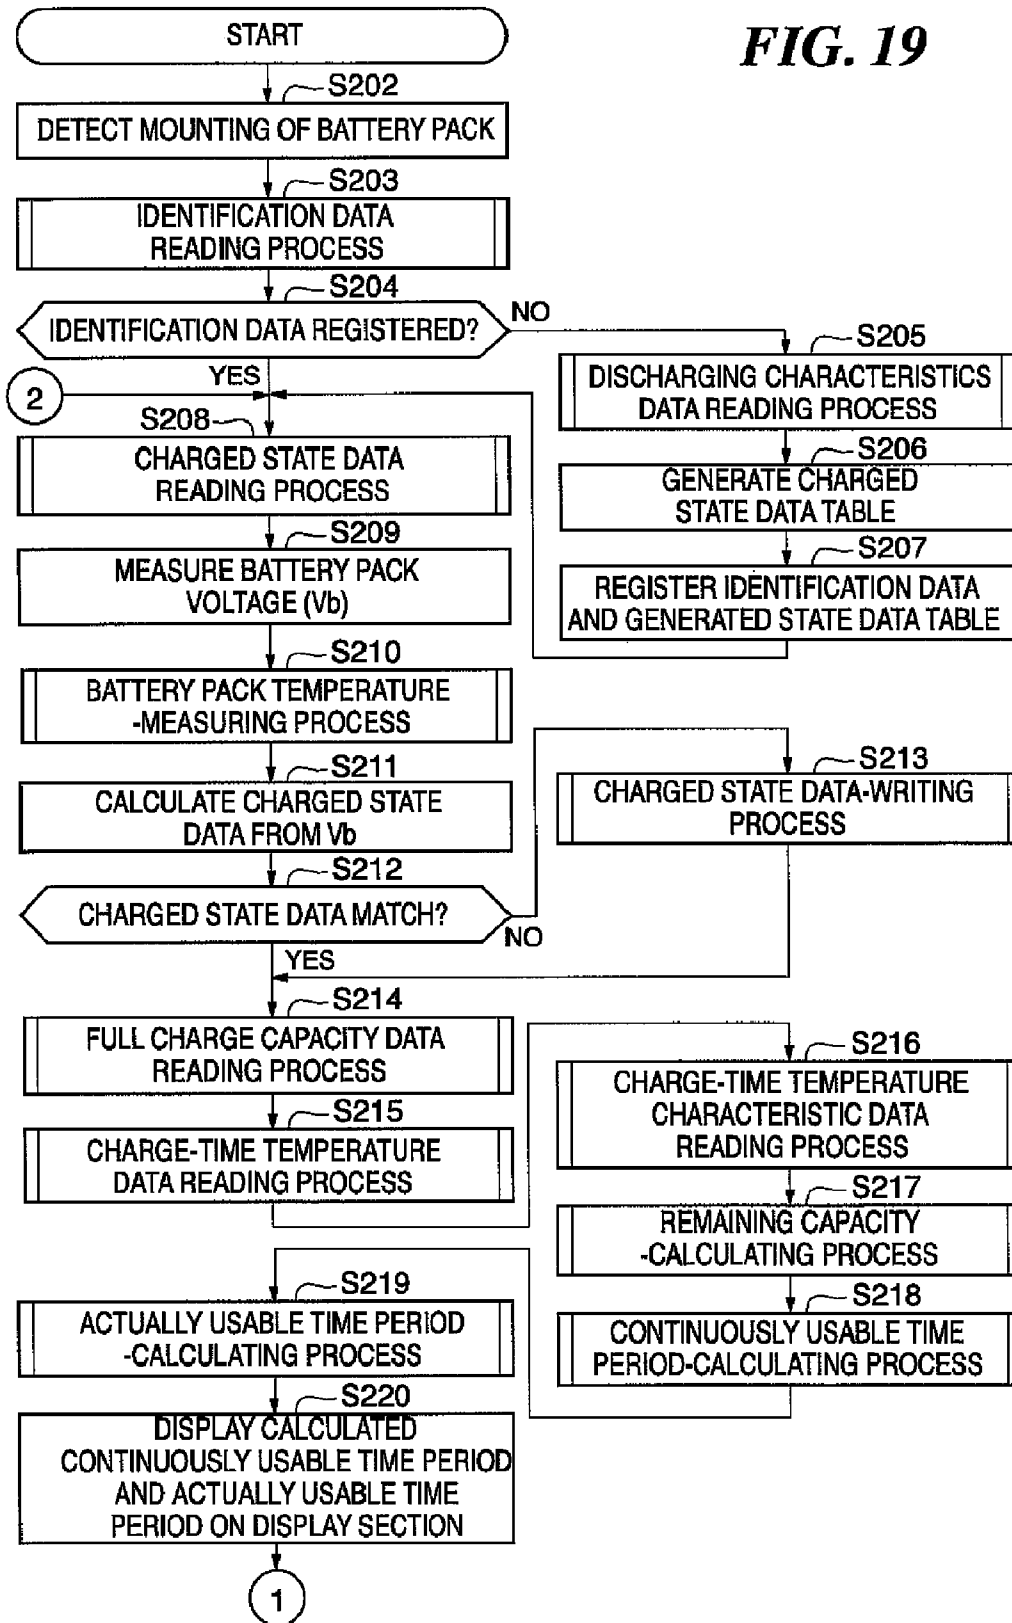 FIG. 19
START
S202
DETECT MOUNTING OF BATTERY PACK
S203
IDENTIFICATION DATA
READING PROCESS
S204
IDENTIFICATION DATA REGISTERED?
NO
YES
S205
DISCHARGING CHARACTERISTICS
DATA READING PROCESS
S206
GENERATE CHARGED
STATE DATA TABLE
S207
REGISTER IDENTIFICATION DATA
AND GENERATED STATE DATA TABLE
2
S208
CHARGED STATE DATA
READING PROCESS
S209
MEASURE BATTERY PACK
VOLTAGE (Vb)
S210
BATTERY PACK TEMPERATURE
-MEASURING PROCESS
S211
CALCULATE CHARGED STATE
DATA FROM Vb
S212
CHARGED STATE DATA MATCH?
NO
YES
S213
CHARGED STATE DATA-WRITING
PROCESS
S214
FULL CHARGE CAPACITY DATA
READING PROCESS
S215
CHARGE-TIME TEMPERATURE
DATA READING PROCESS
S216
CHARGE-TIME TEMPERATURE
CHARACTERISTIC DATA
READING PROCESS
S217
REMAINING CAPACITY
-CALCULATING PROCESS
S218
CONTINUOUSLY USABLE TIME
PERIOD-CALCULATING PROCESS
S219
ACTUALLY USABLE TIME PERIOD
-CALCULATING PROCESS
S220
DISPLAY CALCULATED
CONTINUOUSLY USABLE TIME PERIOD
AND ACTUALLY USABLE TIME
PERIOD ON DISPLAY SECTION
1